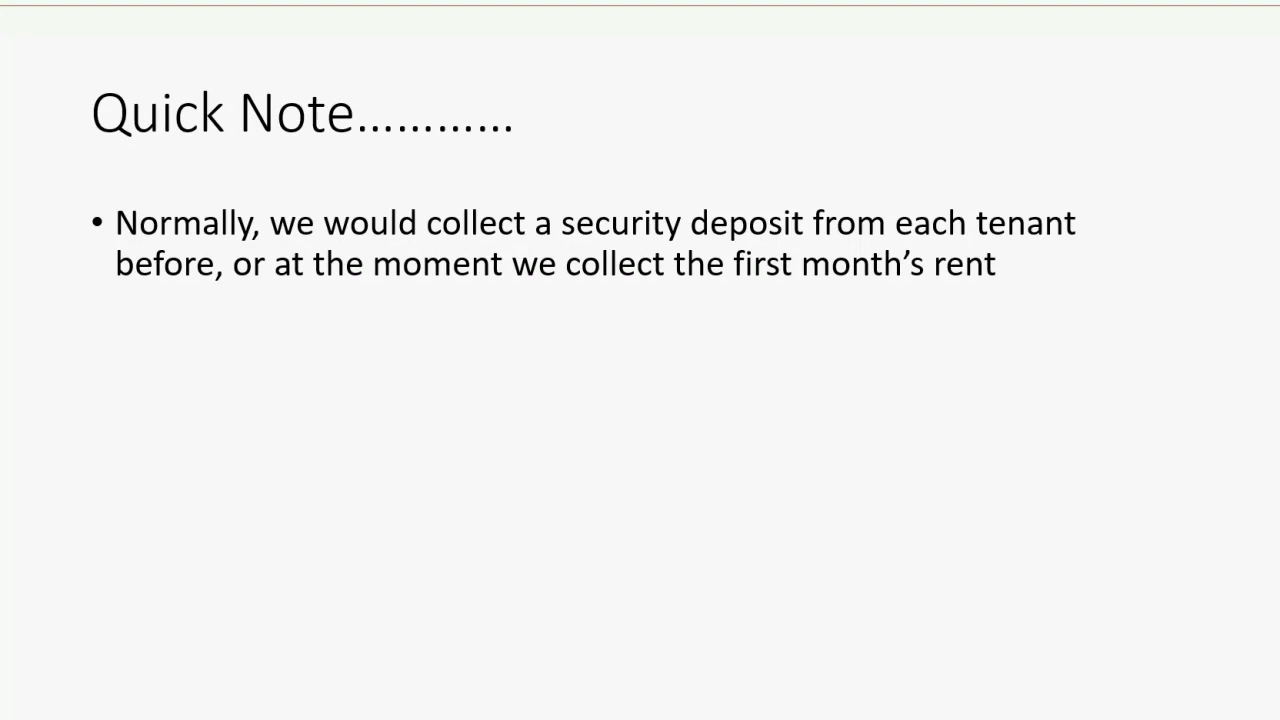 Quick Note............
• Normally, we would collect a security deposit from each tenant
before, or at the moment we collect the first month’s rent